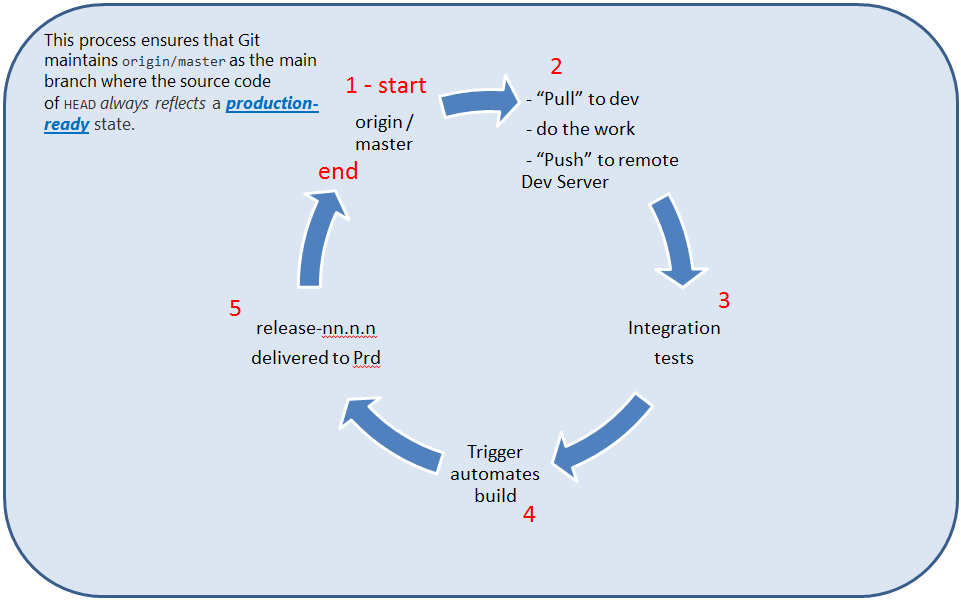 This process ensures that Git
maintains origin/master as the main
branch where the source code
of HEAD always reflects a production-
ready state.
1 - start
origin /
master
end
2
- “Pull” to dev
- do the work
- “Push” to remote
Dev Server
3
Integration
tests
Trigger
automates
build
4
5
release-nn.n.n
delivered to Prd